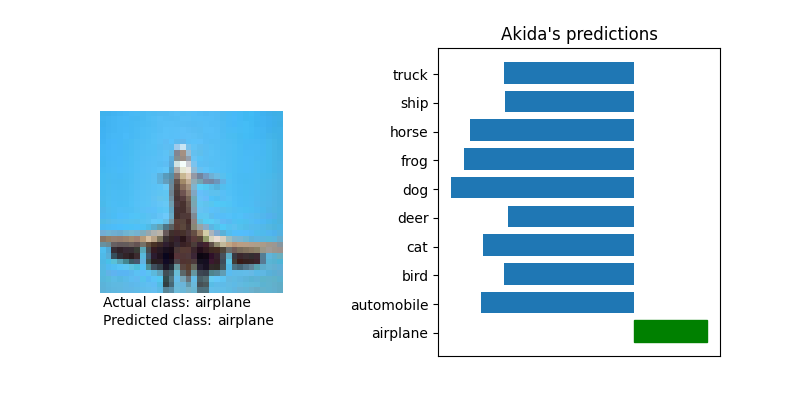 Akida's predictions
truck
ship
horse
frog
dog
deer
cat
bird
automobile
airplane
Actual class: airplane
Predicted class: airplane